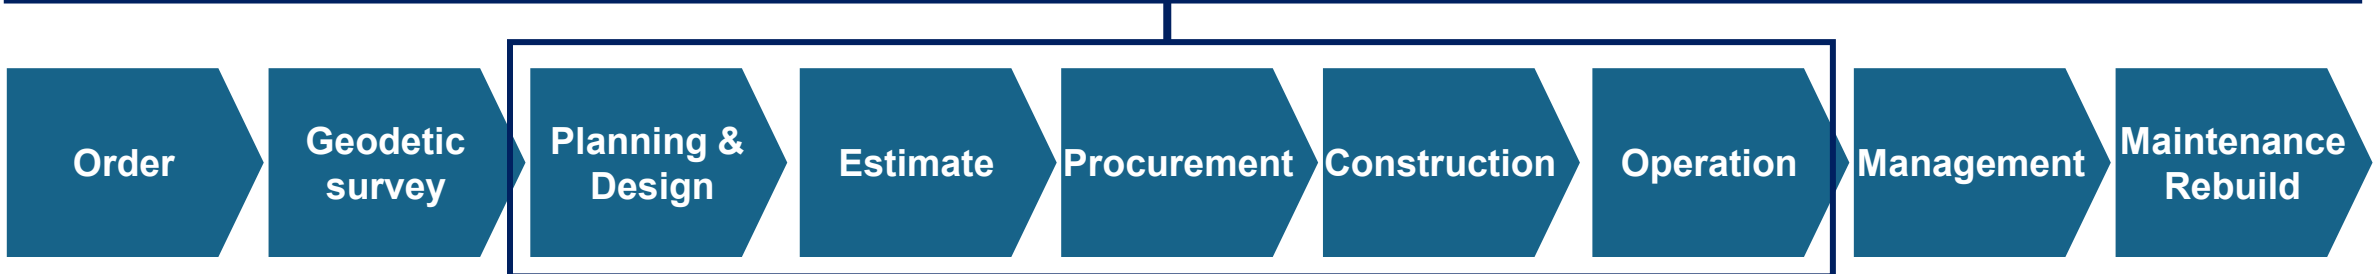 Order
Geodetic
survey
Planning &
Design
Estimate
Procurement
Construction
Operation
Management
Maintenance
Rebuild